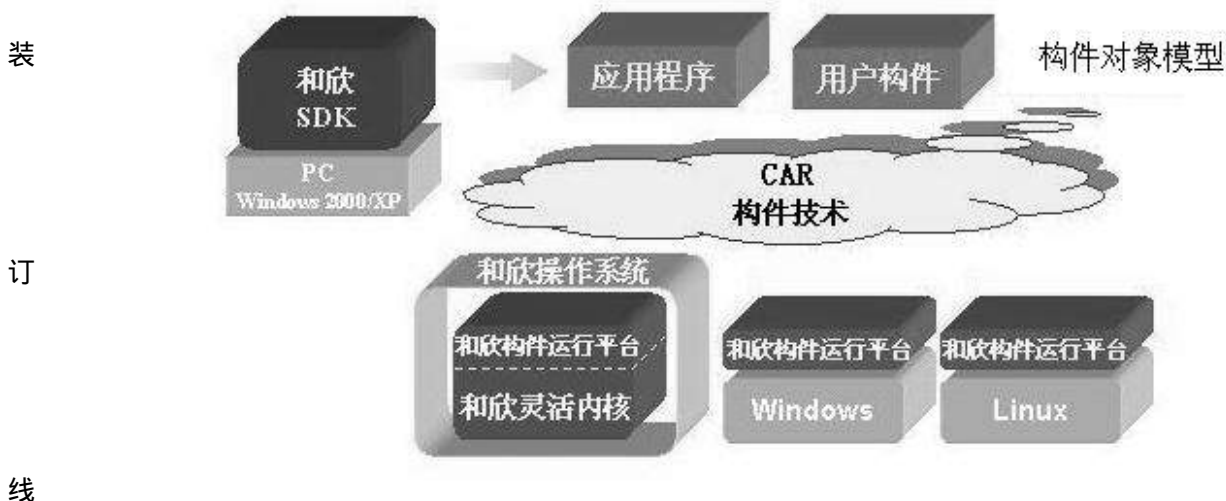 装
和欣
SDK
PC
Windows 2000/XP
应用程序
用户构件
构件对象模型
CAR
构件技术
订
和欣操作系统
和欣构件运行平台
和欣灵活内核
和欣构件运行平台
Windows
和欣构件运行平台
Linux
线